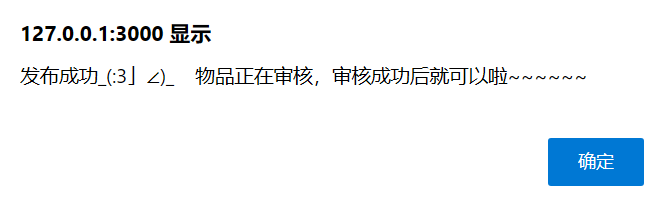 127.0.0.1:3000 显示
发布成功_(:3」∠)_    物品正在审核，审核成功后就可以啦~~~~~~
确定